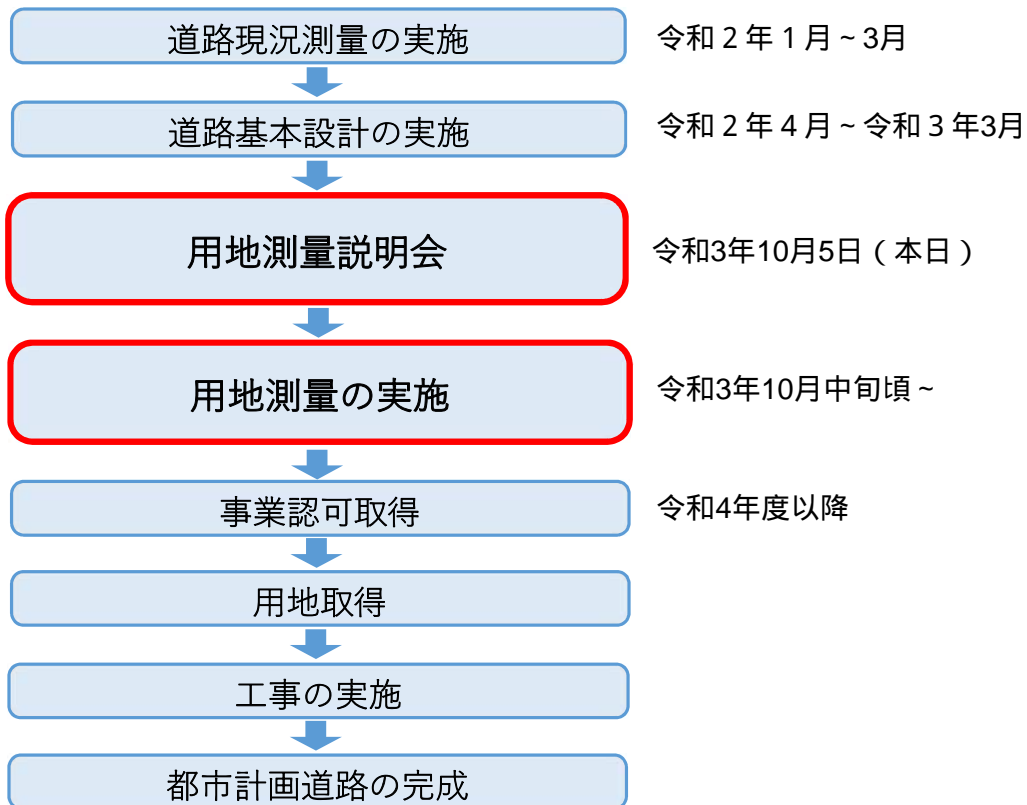 道路現況測量の実施 令和２年１月~3月
道路基本設計の実施 令和２年４月~令和３年3月
用地測量説明会 令和3年10月5日（本日）
用地測量の実施 令和3年10月中旬頃~
事業認可取得 令和4年度以降
用地取得
工事の実施
都市計画道路の完成